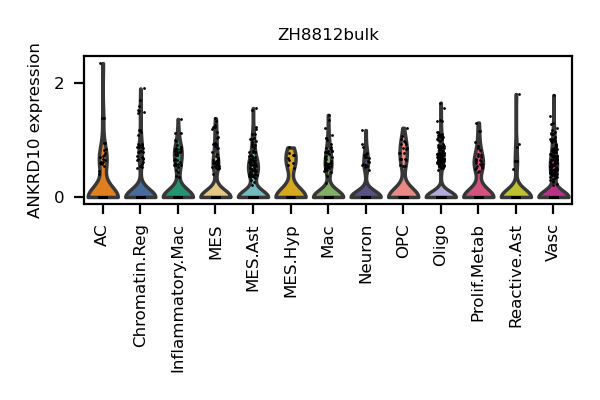 ZH8812bulk
ANKRD10 expression
2
0
AC
Chromatin.Reg
Inflammatory.Mac
MES
MES.Ast
MES.Hyp
Mac
Neuron
OPC
Oligo
Prolif.Metab
Reactive.Ast
Vasc